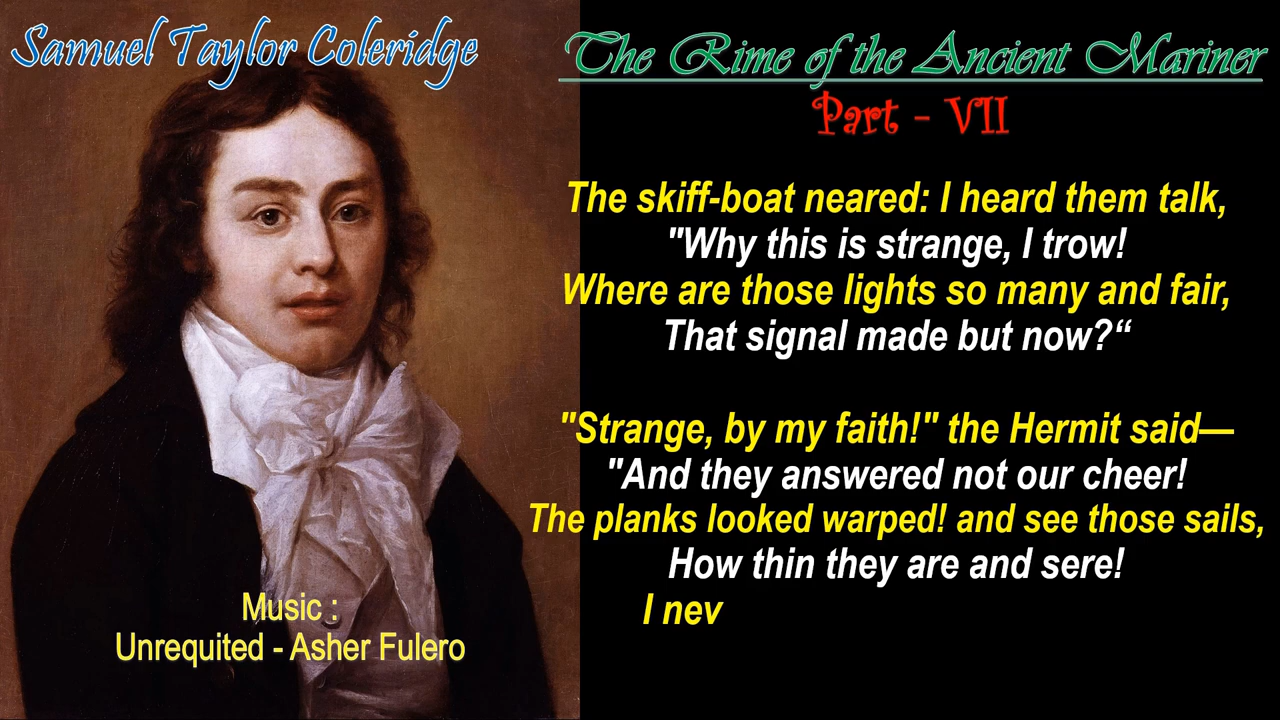 Samuel Taylor Coleridge
The Rime of the Ancient Mariner
Part - VII
The skiff-boat neared: I heard them talk,
"Why this is strange, I trow!
Where are those lights so many and fair,
That signal made but now?“
"Strange, by my faith!" the Hermit said—
"And they answered not our cheer!
The planks looked warped! and see those sails,
How thin they are and sere!
I nev
Music :
Unrequited - Asher Fulero